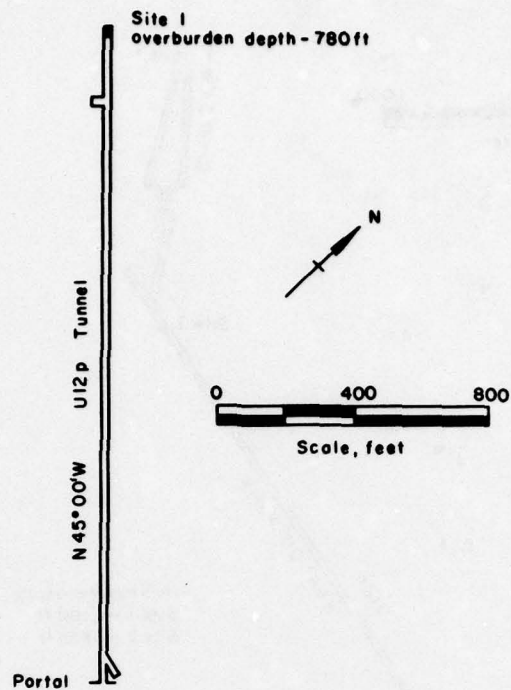 Site 1
overburden depth - 780 ft
N
U12p Tunnel
N 45° 00' W
0 400 800
Scale, feet
Portal